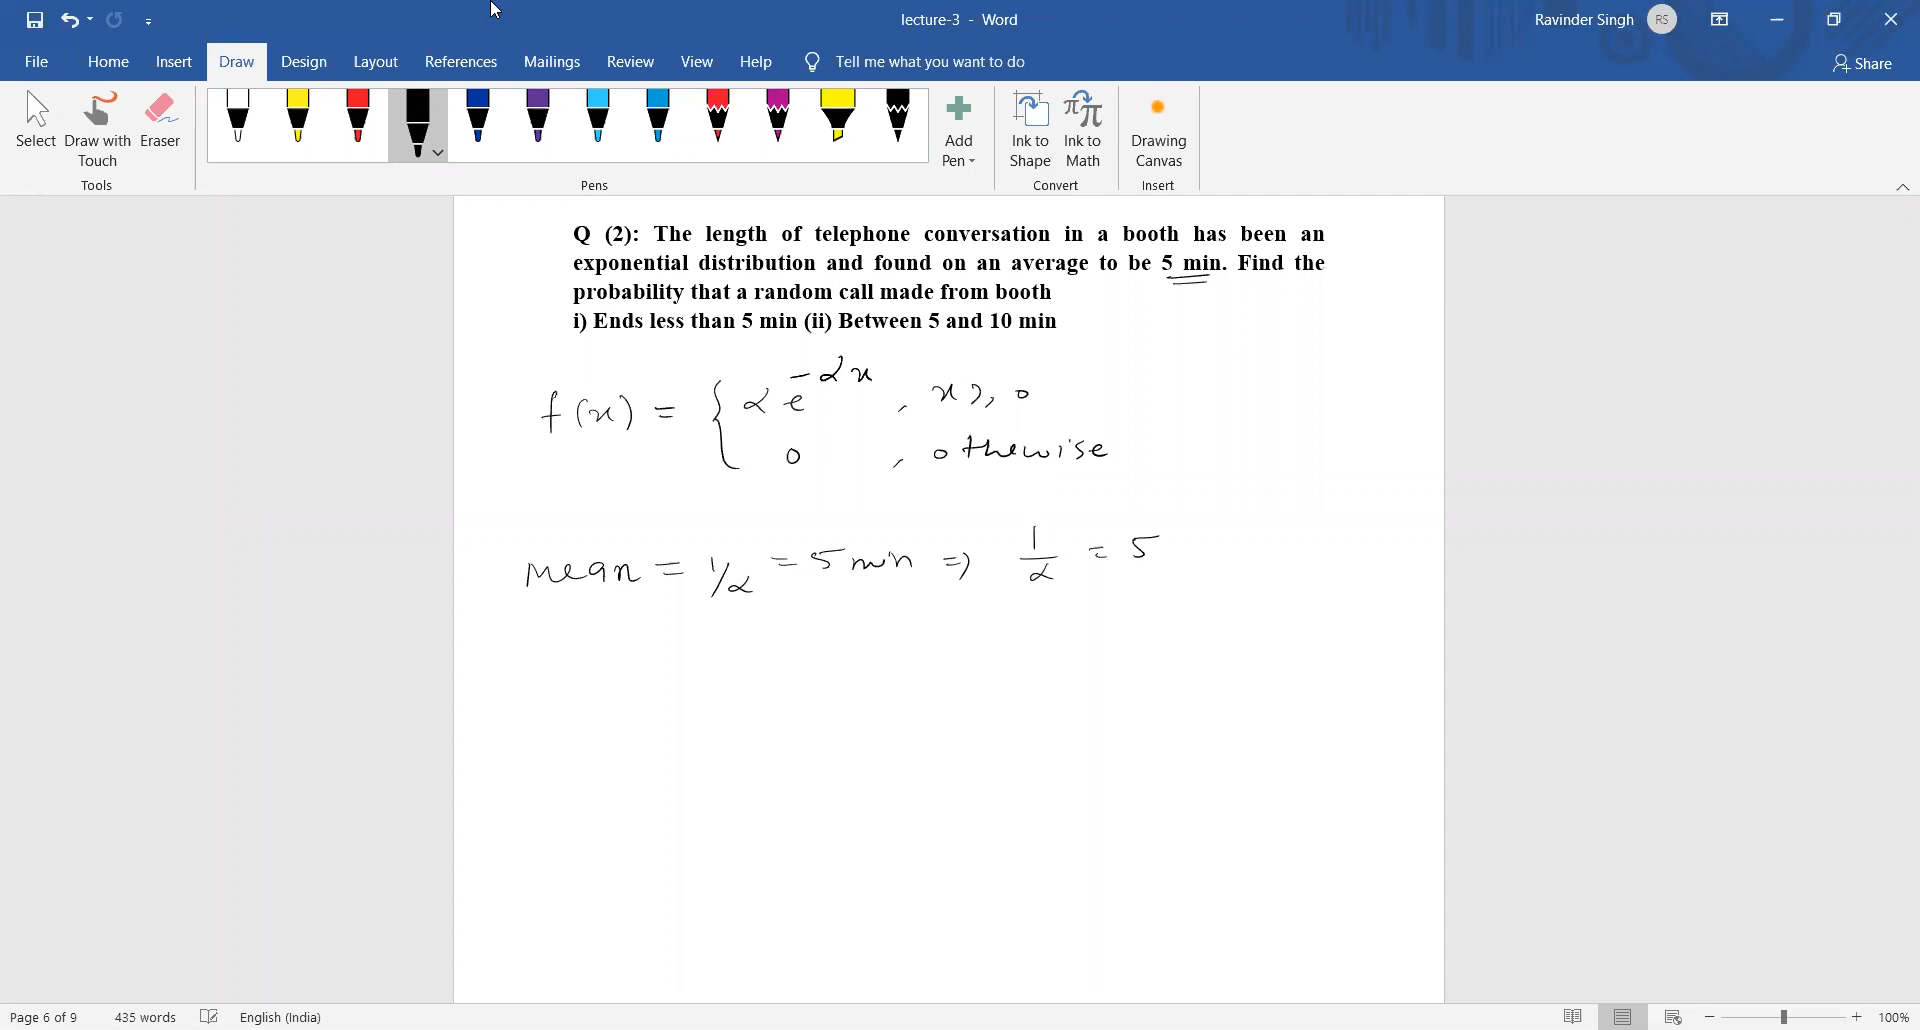 lecture-3 - Word
Ravinder Singh RS
File Home Insert Draw Design Layout References Mailings Review View Help Tell me what you want to do Share
Select
Draw with Touch
Eraser
Tools
Pens
Add Pen
Ink to Shape
Ink to Math
Convert
Drawing Canvas
Insert
Q (2): The length of telephone conversation in a booth has been an
exponential distribution and found on an average to be 5 min. Find the
probability that a random call made from booth
i) Ends less than 5 min (ii) Between 5 and 10 min
f(x) = { α e^{-αx} , x ≥ 0
0 , othewise
Mean = 1/α = 5 min ⇒ 1/α = 5
Page 6 of 9 435 words English (India) 100%